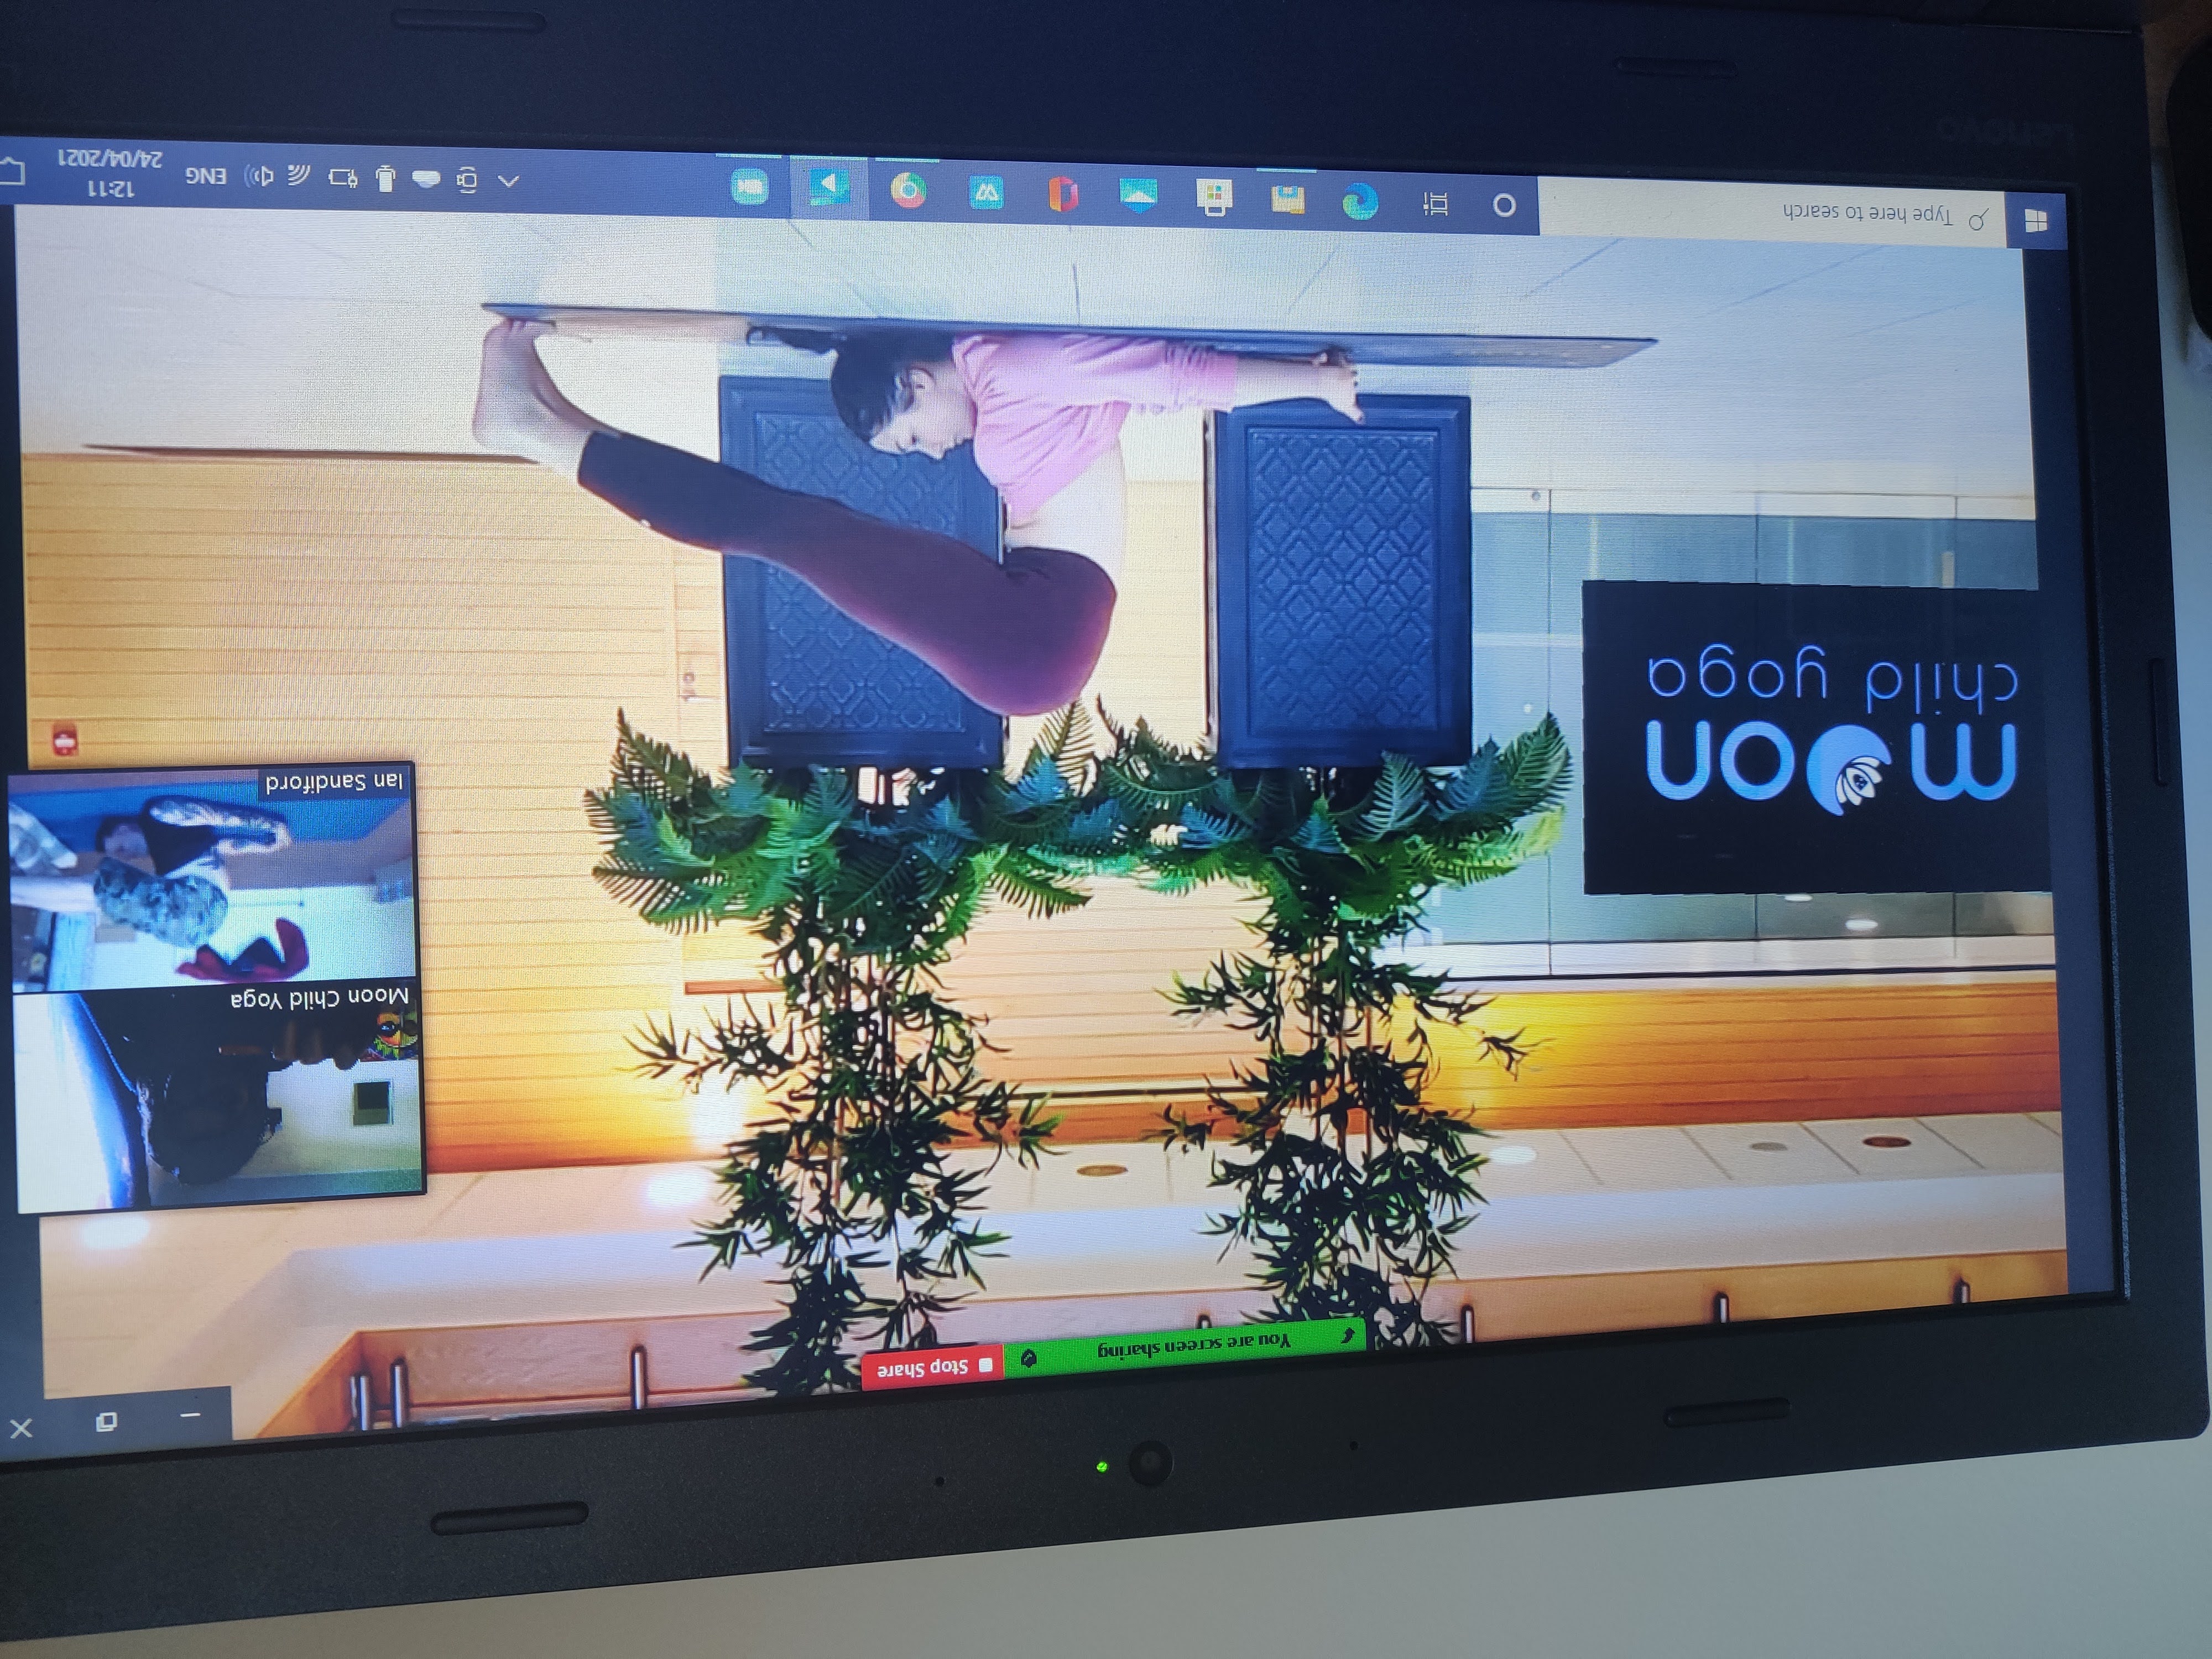 You are screen sharing
Stop Share
Moon Child Yoga
Ian Sandiford
moon
child yoga
Type here to search
ENG
12:11
24/04/2021
Lenovo